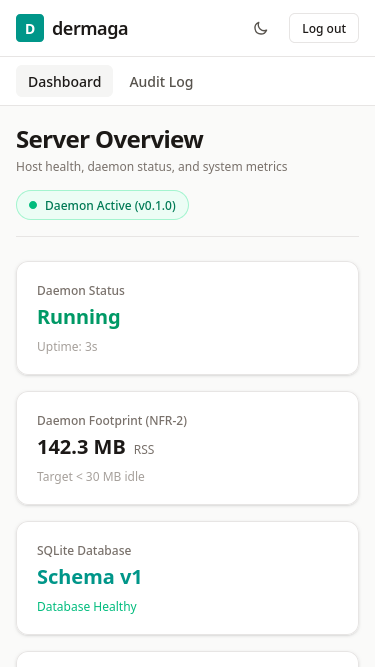 D dermaga
Log out
Dashboard Audit Log
Server Overview
Host health, daemon status, and system metrics
Daemon Active (v0.1.0)
Daemon Status
Running
Uptime: 3s
Daemon Footprint (NFR-2)
142.3 MB RSS
Target < 30 MB idle
SQLite Database
Schema v1
Database Healthy